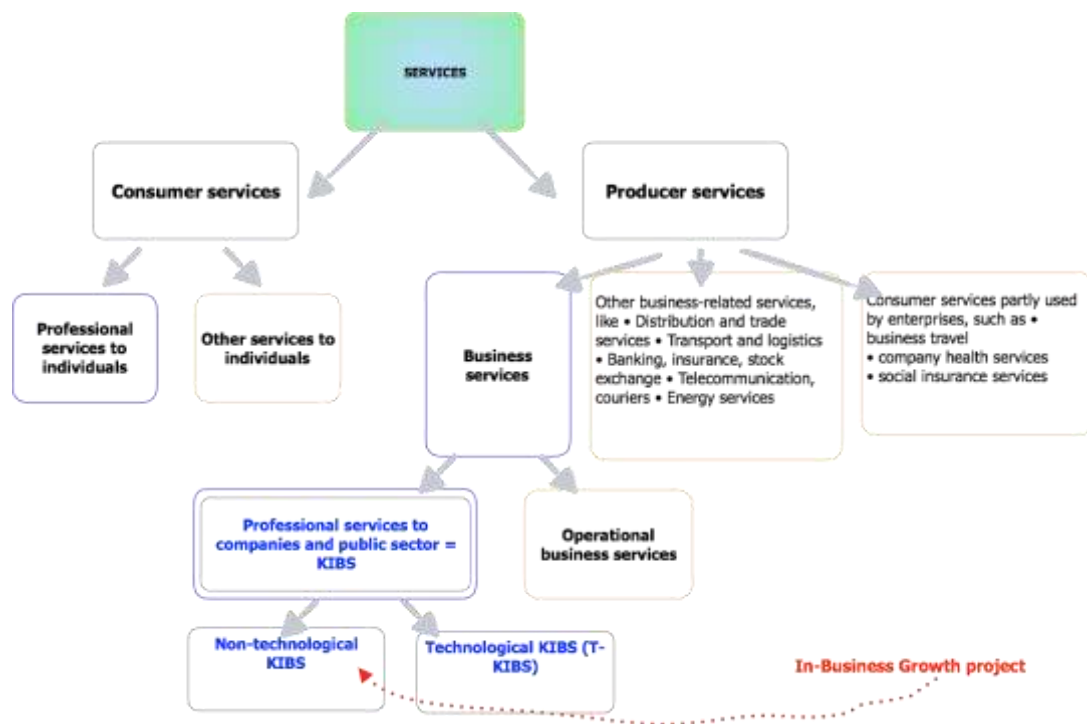 SERVICES
Consumer services
Producer services
Professional
services to
individuals
Other services to
individuals
Business
services
Other business-related services,
like • Distribution and trade
services • Transport and logistics
• Banking, insurance, stock
exchange • Telecommunication,
couriers • Energy services
Consumer services partly used
by enterprises, such as •
business travel
• company health services
• social insurance services
Professional services to
companies and public sector =
KIBS
Operational
business services
Non-technological
KIBS
Technological KIBS (T-
KIBS)
In-Business Growth project